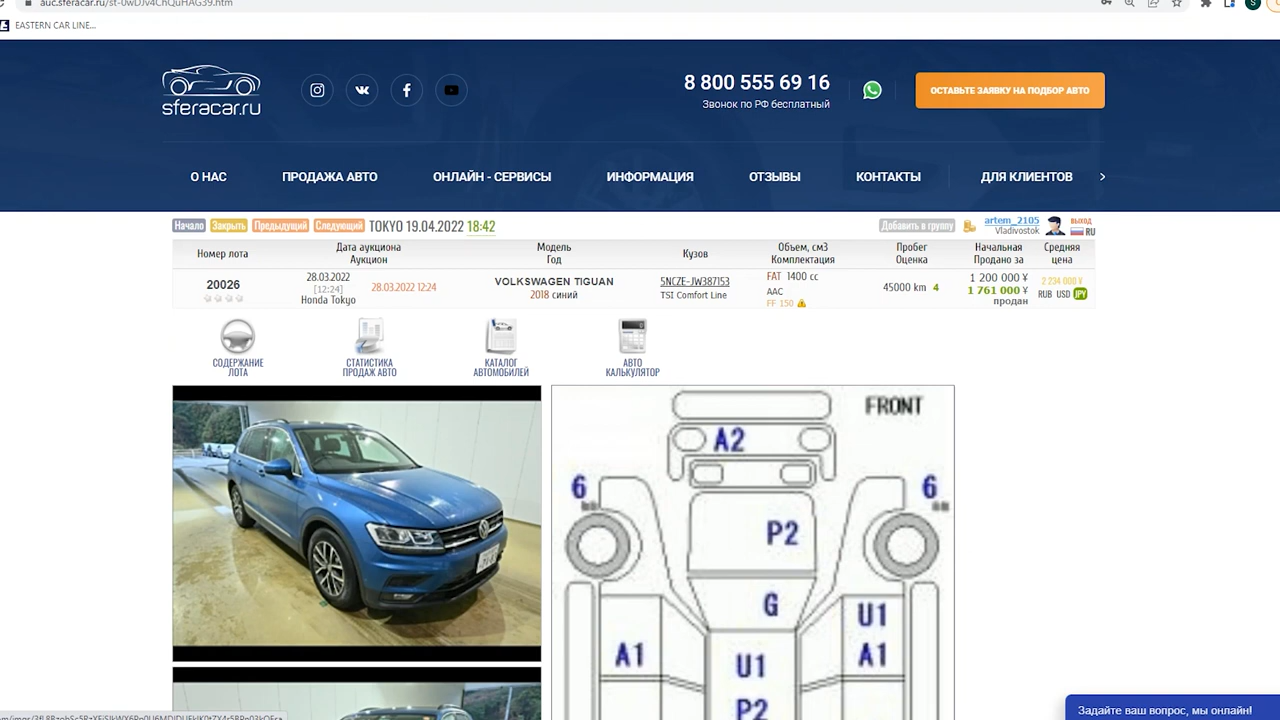 auc.sferacar.ru/st-0wDJv4ChQuHAG39.htm
S
EASTERN CAR LINE...
sferacar.ru
8 800 555 69 16
Звонок по РФ бесплатный
ОСТАВЬТЕ ЗАЯВКУ НА ПОДБОР АВТО
О НАС
ПРОДАЖА АВТО
ОНЛАЙН - СЕРВИСЫ
ИНФОРМАЦИЯ
ОТЗЫВЫ
КОНТАКТЫ
ДЛЯ КЛИЕНТОВ
Начало Закрыть Предыдущий Следующий TOKYO 19.04.2022 18:42
Добавить в группу
artem_2105
Vladivostok
ВЫХОД
RU
Номер лота
Дата аукциона
Аукцион
Модель
Год
Кузов
Объем, см3
Комплектация
Пробег
Оценка
Начальная
Продано за
Средняя
цена
20026
28.03.2022
[12:24]
Honda Tokyo
28.03.2022 12:24
VOLKSWAGEN TIGUAN
2018 синий
5NCZE-JW387153
TSI Comfort Line
FAT 1400 cc
AAC
FF 150
45000 km 4
1 200 000 ¥
1 761 000 ¥
продан
2 234 000 ¥
RUB USD JPY
СОДЕРЖАНИЕ
ЛОТА
СТАТИСТИКА
ПРОДАЖ АВТО
КАТАЛОГ
АВТОМОБИЛЕЙ
АВТО
КАЛЬКУЛЯТОР
FRONT
A2
6
6
P2
G
U1
A1
U1
A1
P2
Задайте ваш вопрос, мы онлайн!